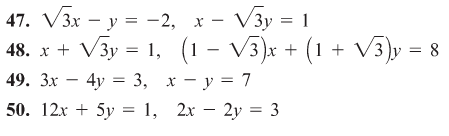 47. √3x − y = −2, x − √3y = 1
48. x + √3y = 1, (1 − √3)x + (1 + √3)y = 8
49. 3x − 4y = 3, x − y = 7
50. 12x + 5y = 1, 2x − 2y = 3